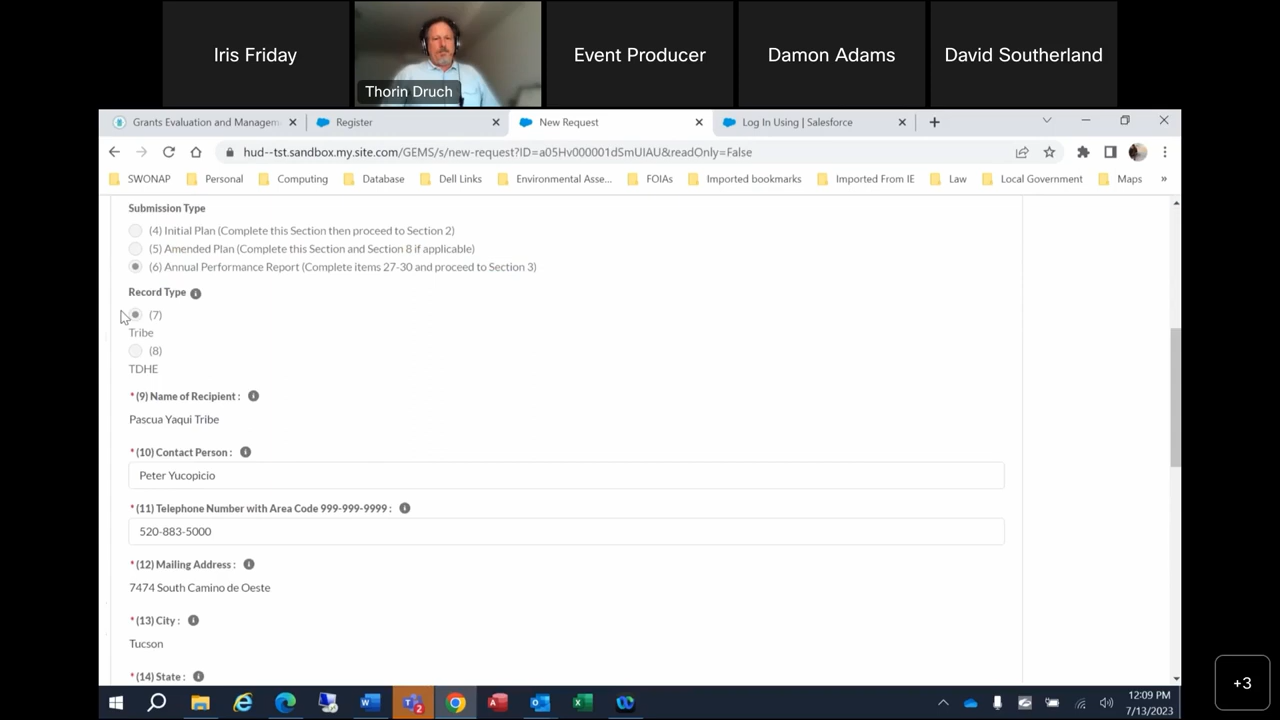 Iris Friday
Thorin Druch
Event Producer
Damon Adams
David Southerland
Grants Evaluation and Managem
Register
New Request
Log In Using | Salesforce
hud--tst.sandbox.my.site.com/GEMS/s/new-request?ID=a05Hv000001dSmUIAU&readOnly=False
SWONAP
Personal
Computing
Database
Dell Links
Environmental Asse...
FOIAs
Imported bookmarks
Imported From IE
Law
Local Government
Maps
»
Submission Type
(4) Initial Plan (Complete this Section then proceed to Section 2)
(5) Amended Plan (Complete this Section and Section 8 if applicable)
(6) Annual Performance Report (Complete items 27-30 and proceed to Section 3)
Record Type
(7)
Tribe
(8)
TDHE
* (9) Name of Recipient :
Pascua Yaqui Tribe
* (10) Contact Person :
Peter Yucopicio
* (11) Telephone Number with Area Code 999-999-9999 :
520-883-5000
* (12) Mailing Address :
7474 South Camino de Oeste
* (13) City :
Tucson
* (14) State :
12:09 PM
7/13/2023
+3